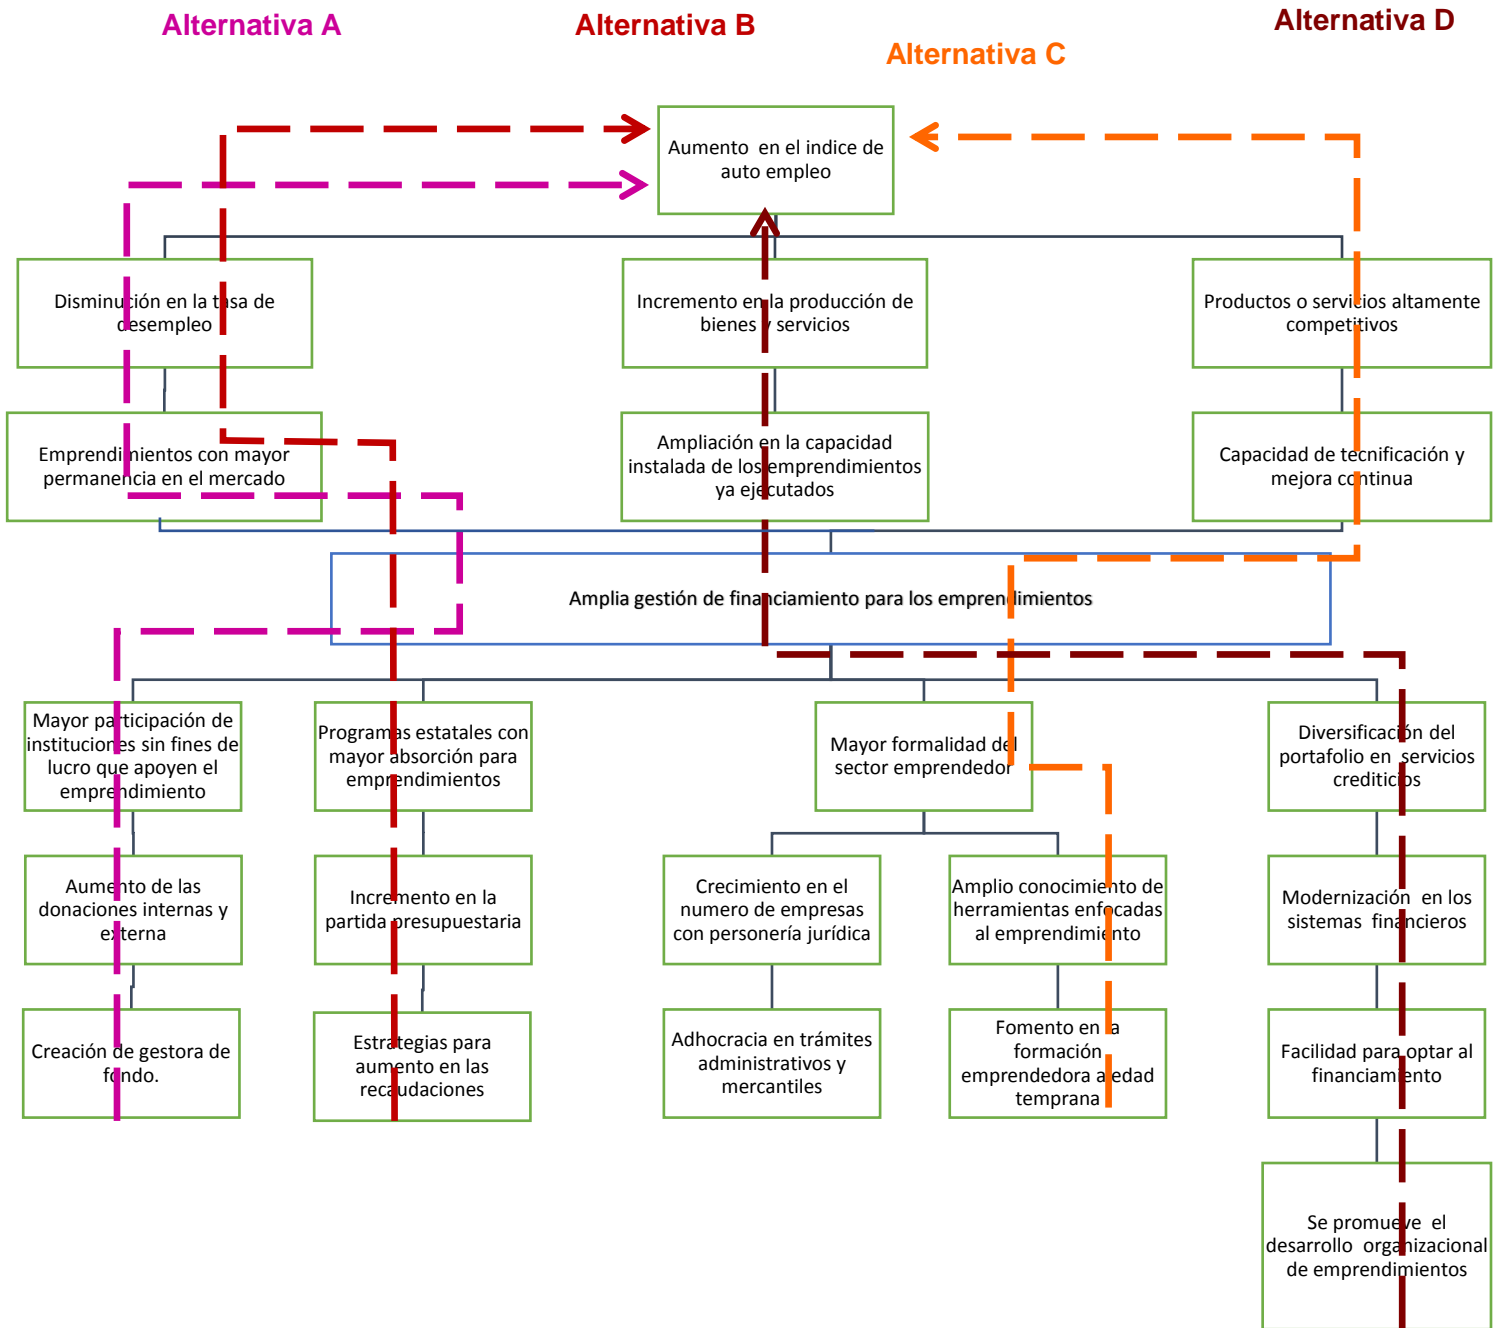 Alternativa A
Alternativa B
Alternativa C
Alternativa D
Aumento en el indice de
auto empleo
Disminución en la tasa de
desempleo
Incremento en la producción de
bienes y servicios
Productos o servicios altamente
competitivos
Emprendimientos con mayor
permanencia en el mercado
Ampliación en la capacidad
instalada de los emprendimientos
ya ejecutados
Capacidad de tecnificación y
mejora continua
Amplia gestión de financiamiento para los emprendimientos
Mayor participación de
instituciones sin fines de
lucro que apoyen el
emprendimiento
Programas estatales con
mayor absorción para
emprendimientos
Mayor formalidad del
sector emprendedor
Diversificación del
portafolio en servicios
crediticios
Aumento de las
donaciones internas y
externa
Incremento en la
partida presupuestaria
Crecimiento en el
numero de empresas
con personería jurídica
Amplio conocimiento de
herramientas enfocadas
al emprendimiento
Modernización en los
sistemas financieros
Creación de gestora de
fondo.
Estrategias para
aumento en las
recaudaciones
Adhocracia en trámites
administrativos y
mercantiles
Fomento en la
formación
emprendedora a edad
temprana
Facilidad para optar al
financiamiento
Se promueve el
desarrollo organizacional
de emprendimientos